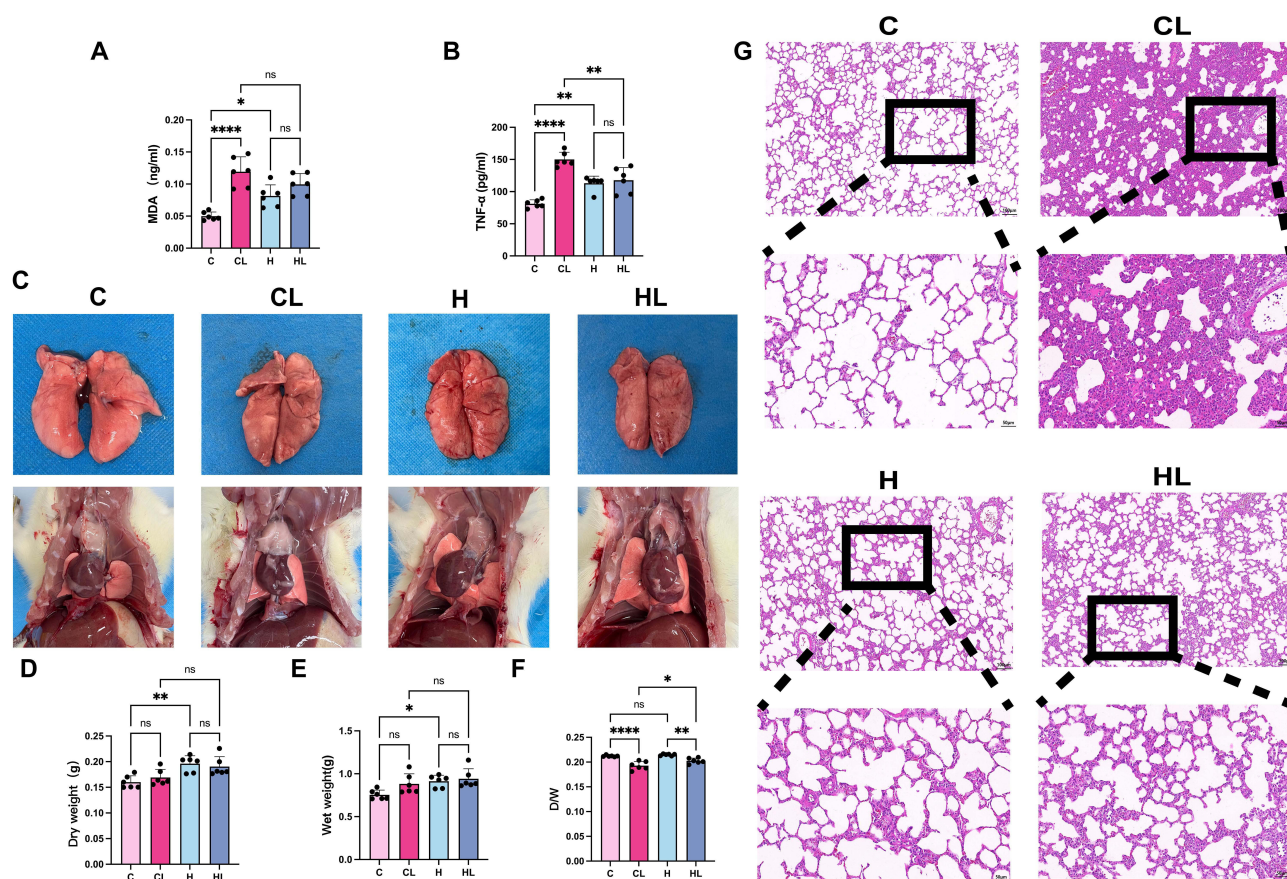 A
ns
*
****
ns
0.20
0.15
0.10
0.05
0.00
MDA (ng/ml)
C CL H HL
B
**
**
****
ns
150
100
50
0
TNF-α (pg/ml)
C CL H HL
C
C CL H HL
D
ns
**
ns
ns
0.25
0.20
0.15
0.10
0.05
0.00
Dry weight (g)
C CL H HL
E
ns
*
ns
ns
1.5
1.0
0.5
0.0
Wet weight(g)
C CL H HL
F
*
ns
****
**
0.25
0.20
0.15
0.10
0.05
0.00
D/W
C CL H HL
G
C CL
100μm
50μm
50μm
H HL